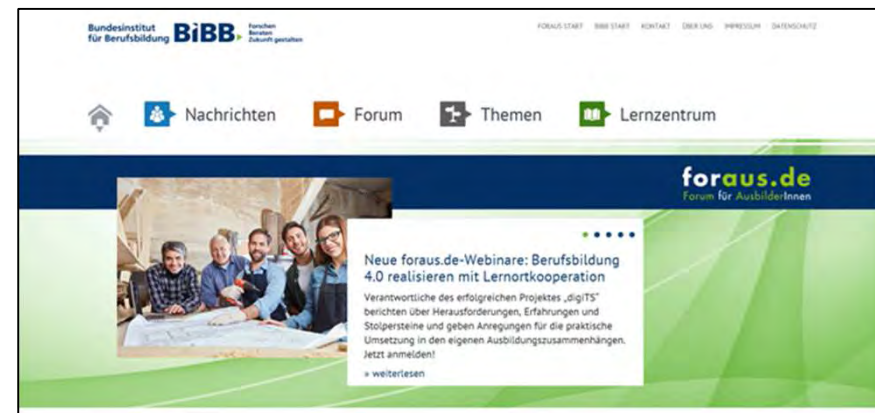 Bundesinstitut
für Berufsbildung
BiBB
Forschen
Beraten
Zukunft gestalten
FORAUS START BIBB START KONTAKT ÜBER UNS IMPRESSUM DATENSCHUTZ
Nachrichten Forum Themen Lernzentrum
foraus.de
Forum für AusbilderInnen
Neue foraus.de-Webinare: Berufsbildung
4.0 realisieren mit Lernortkooperation
Verantwortliche des erfolgreichen Projektes „digiTS“
berichten über Herausforderungen, Erfahrungen und
Stolpersteine und geben Anregungen für die praktische
Umsetzung in den eigenen Ausbildungszusammenhängen.
Jetzt anmelden!
» weiterlesen